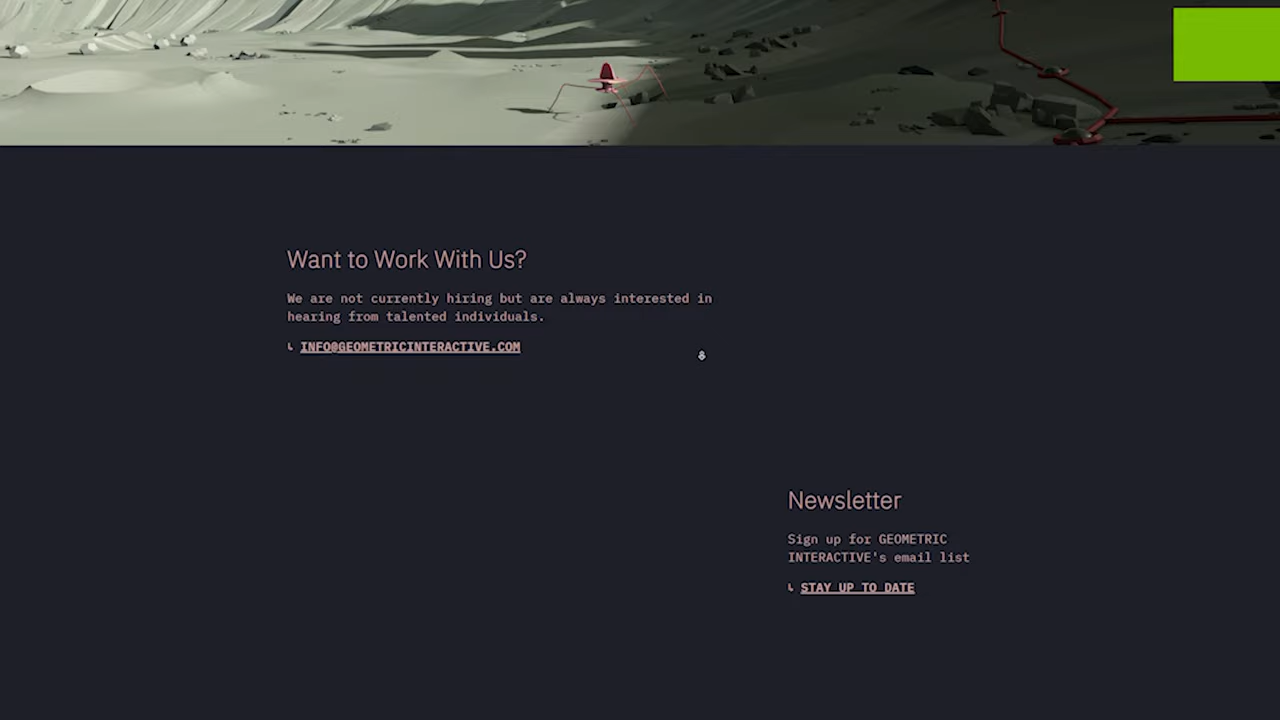 Want to Work With Us?
We are not currently hiring but are always interested in
hearing from talented individuals.
INFO@GEOMETRICINTERACTIVE.COM
Newsletter
Sign up for GEOMETRIC
INTERACTIVE's email list
STAY UP TO DATE